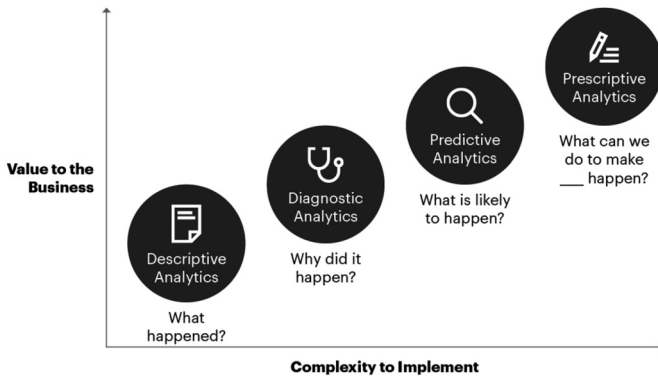 Prescriptive
Analytics
What can we
do to make
___ happen?
Predictive
Analytics
What is likely
to happen?
Value to the
Business
Diagnostic
Analytics
Why did it
happen?
Descriptive
Analytics
What
happened?
Complexity to Implement